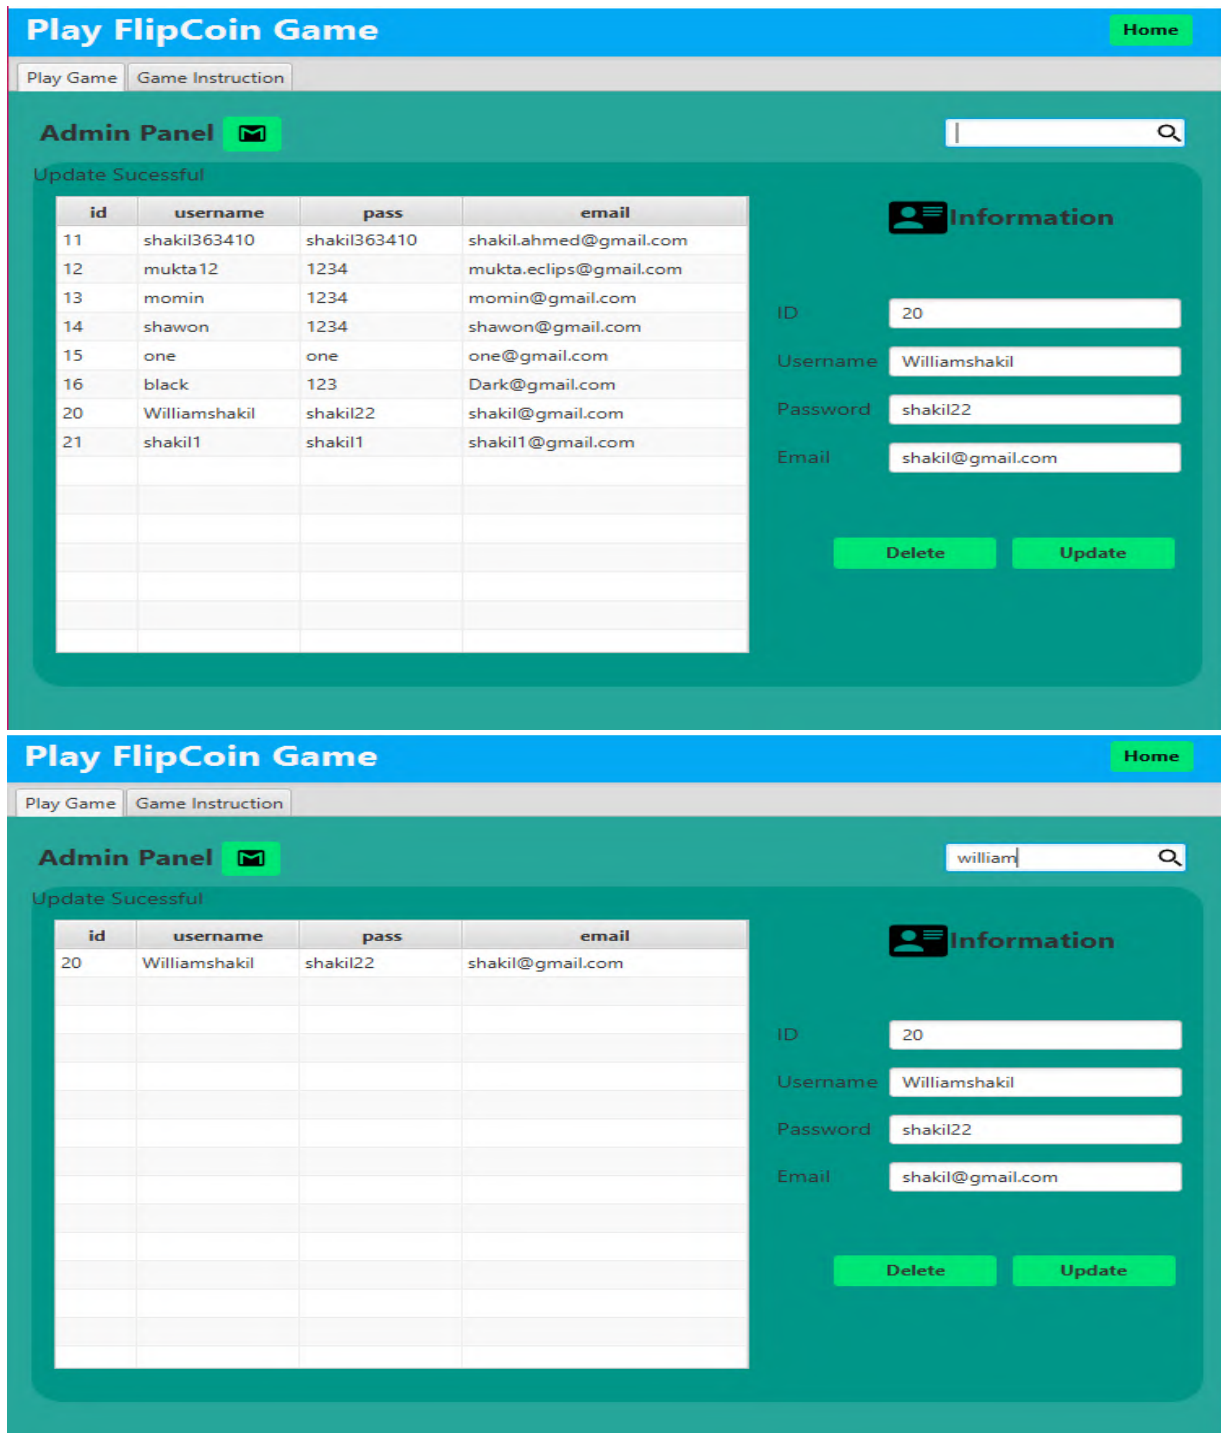 Play FlipCoin Game Home
Play Game Game Instruction
Admin Panel
Update Sucessful
id username pass email
11 shakil363410 shakil363410 shakil.ahmed@gmail.com
12 mukta12 1234 mukta.eclips@gmail.com
13 momin 1234 momin@gmail.com
14 shawon 1234 shawon@gmail.com
15 one one one@gmail.com
16 black 123 Dark@gmail.com
20 Williamshakil shakil22 shakil@gmail.com
21 shakil1 shakil1 shakil1@gmail.com
Information
ID 20
Username Williamshakil
Password shakil22
Email shakil@gmail.com
Delete Update
Play FlipCoin Game Home
Play Game Game Instruction
Admin Panel william
Update Sucessful
id username pass email
20 Williamshakil shakil22 shakil@gmail.com
Information
ID 20
Username Williamshakil
Password shakil22
Email shakil@gmail.com
Delete Update